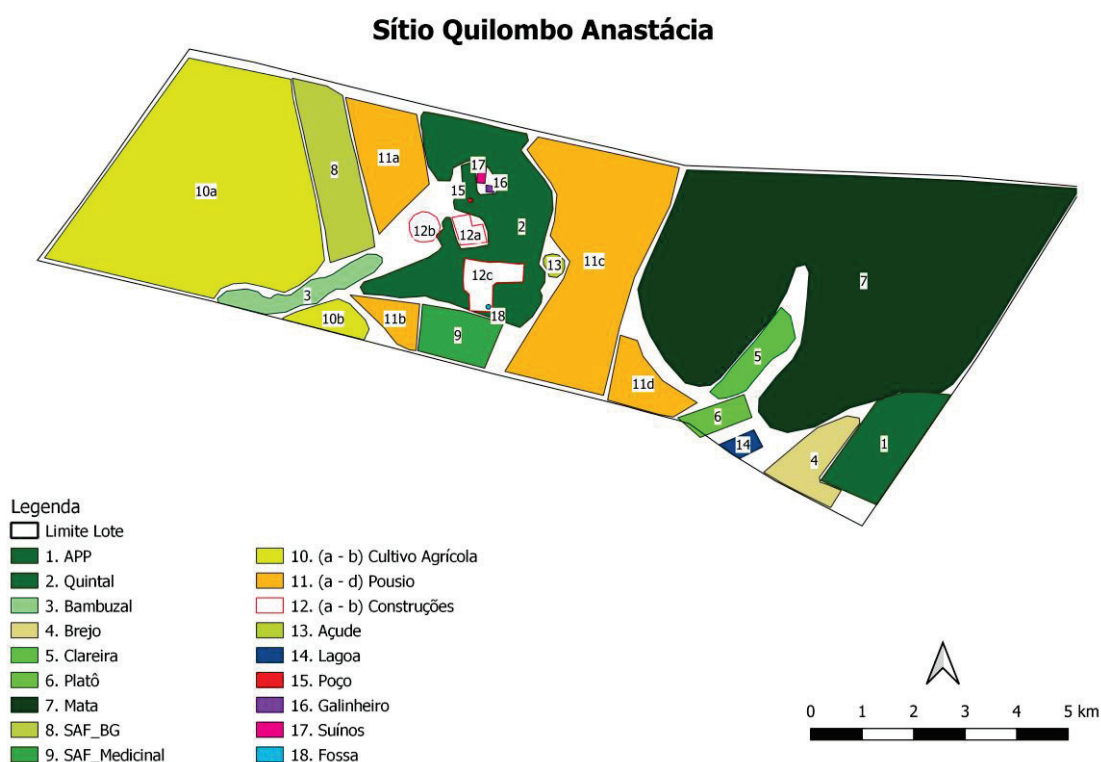 Sítio Quilombo Anastácia
10a
8
11a
17
16
15
2
12b
12a
12c
13
11c
7
3
10b
11b
9
18
11d
5
6
14
4
1
Legenda
Limite Lote
1. APP
2. Quintal
3. Bambuzal
4. Brejo
5. Clareira
6. Platô
7. Mata
8. SAF_BG
9. SAF_Medicinal
10. (a - b) Cultivo Agrícola
11. (a - d) Pousio
12. (a - b) Construções
13. Açude
14. Lagoa
15. Poço
16. Galinheiro
17. Suínos
18. Fossa
0 1 2 3 4 5 km